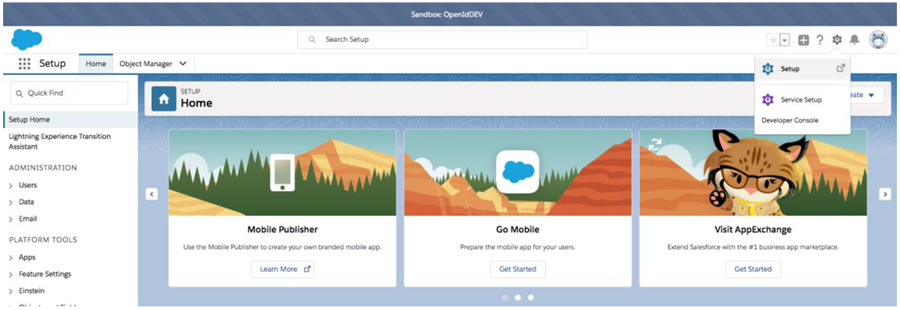 Sandbox: OpenIdDEV
Search Setup
Setup
Home
Object Manager
Setup
Service Setup
Developer Console
Quick Find
SETUP
Home
Setup Home
Lightning Experience Transition
Assistant
ADMINISTRATION
Users
Data
Email
PLATFORM TOOLS
Apps
Feature Settings
Einstein
Mobile Publisher
Use the Mobile Publisher to create your own branded mobile app.
Learn More
Go Mobile
Prepare the mobile app for your users.
Get Started
Visit AppExchange
Extend Salesforce with the #1 business app marketplace.
Get Started